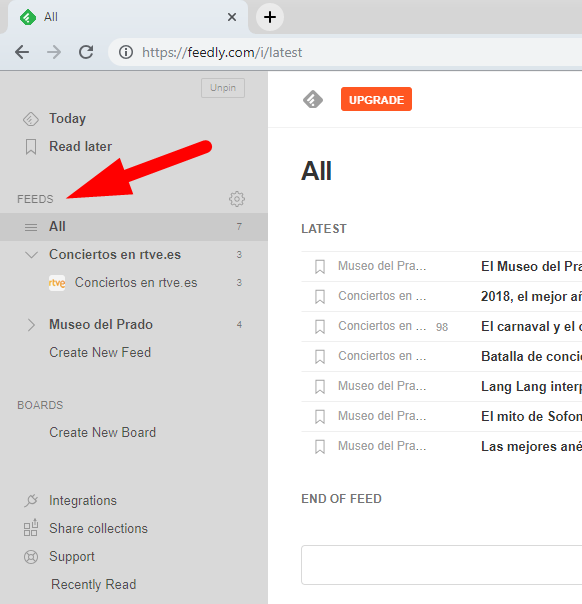 All
https://feedly.com/i/latest
Unpin
Today
Read later
FEEDS
All 7
Conciertos en rtve.es 3
rtve Conciertos en rtve.es 3
Museo del Prado 4
Create New Feed
BOARDS
Create New Board
Integrations
Share collections
Support
Recently Read
UPGRADE
All
LATEST
Museo del Pra... El Museo del Pra
Conciertos en ... 2018, el mejor añ
Conciertos en ... 98 El carnaval y el c
Conciertos en ... Batalla de concie
Museo del Pra... Lang Lang interp
Museo del Pra... El mito de Sofon
Museo del Pra... Las mejores ané
END OF FEED